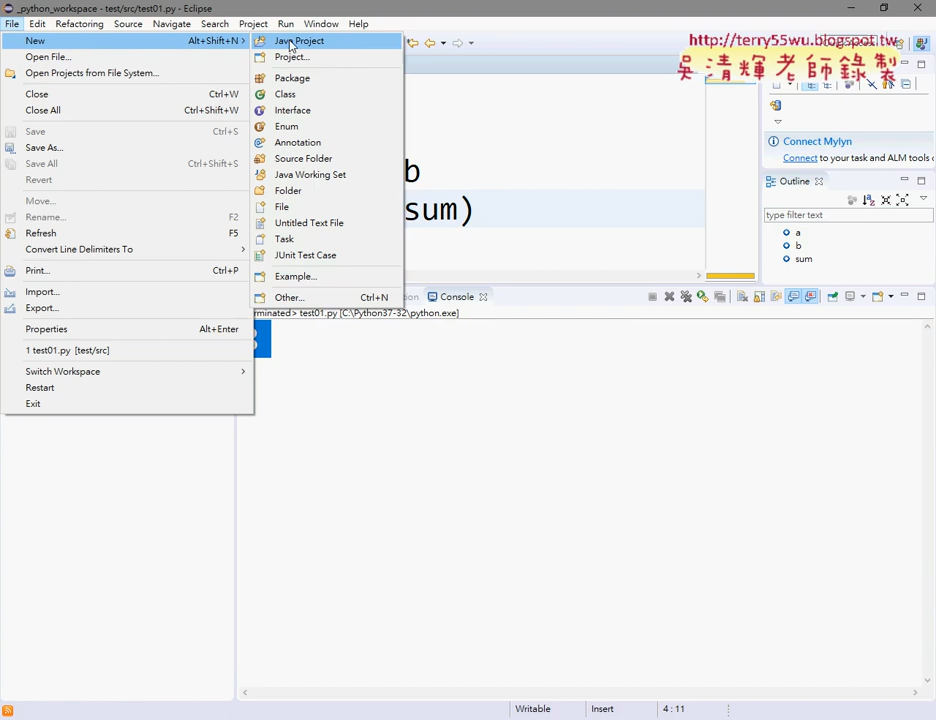 _python_workspace - test/src/test01.py - Eclipse
File Edit Refactoring Source Navigate Search Project Run Window Help
http://terry55wu.blogspot.tw
吳清輝老師錄製
New Alt+Shift+N
Open File...
Open Projects from File System...
Close Ctrl+W
Close All Ctrl+Shift+W
Save Ctrl+S
Save As...
Save All Ctrl+Shift+S
Revert
Move...
Rename... F2
Refresh F5
Convert Line Delimiters To
Print... Ctrl+P
Import...
Export...
Properties Alt+Enter
1 test01.py [test/src]
Switch Workspace
Restart
Exit
Java Project
Project...
Package
Class
Interface
Enum
Annotation
Source Folder
Java Working Set
Folder
File
Untitled Text File
Task
JUnit Test Case
Example...
Other... Ctrl+N
b
sum)
Connect Mylyn
Connect to your task and ALM tools
Outline
type filter text
a
b
sum
Console
minated> test01.py [C:\Python37-32\python.exe]
Writable Insert 4 : 11